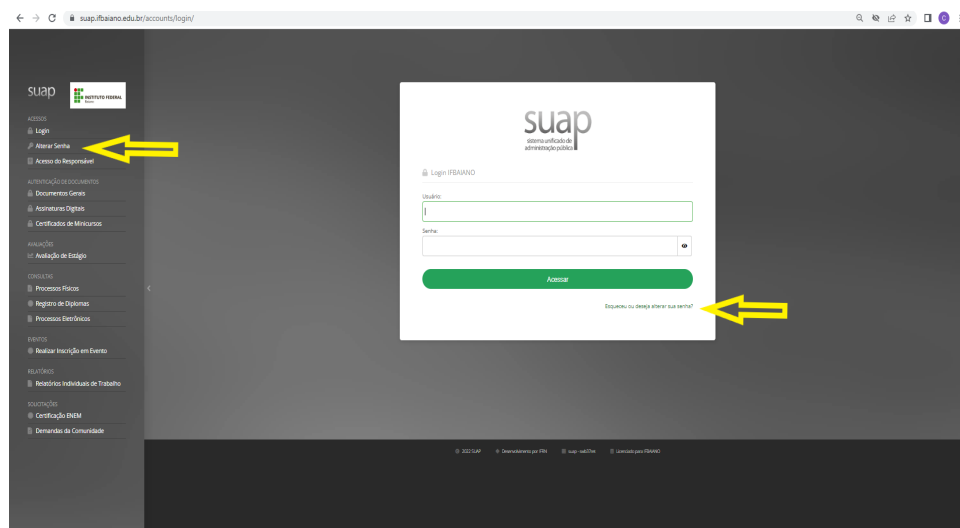 suap.ifbaiano.edu.br/accounts/login/
C
suap
INSTITUTO FEDERAL
Baiano
ACESSOS
Login
Alterar Senha
Acesso do Responsável
AUTENTICAÇÃO DE DOCUMENTOS
Documentos Gerais
Assinaturas Digitais
Certificados de Minicursos
AVALIAÇÕES
Avaliação de Estágio
CONSULTAS
Processos Físicos
Registro de Diplomas
Processos Eletrônicos
EVENTOS
Realizar Inscrição em Evento
RELATÓRIOS
Relatórios Individuais de Trabalho
SOLICITAÇÕES
Certificação ENEM
Demandas da Comunidade
suap
sistema unificado de
administração pública
Login IFBAIANO
Usuário:
Senha:
Acessar
Esqueceu ou deseja alterar sua senha?
© 2022 SUAP Desenvolvimento por IFRN Licenciado para IFBAIANO